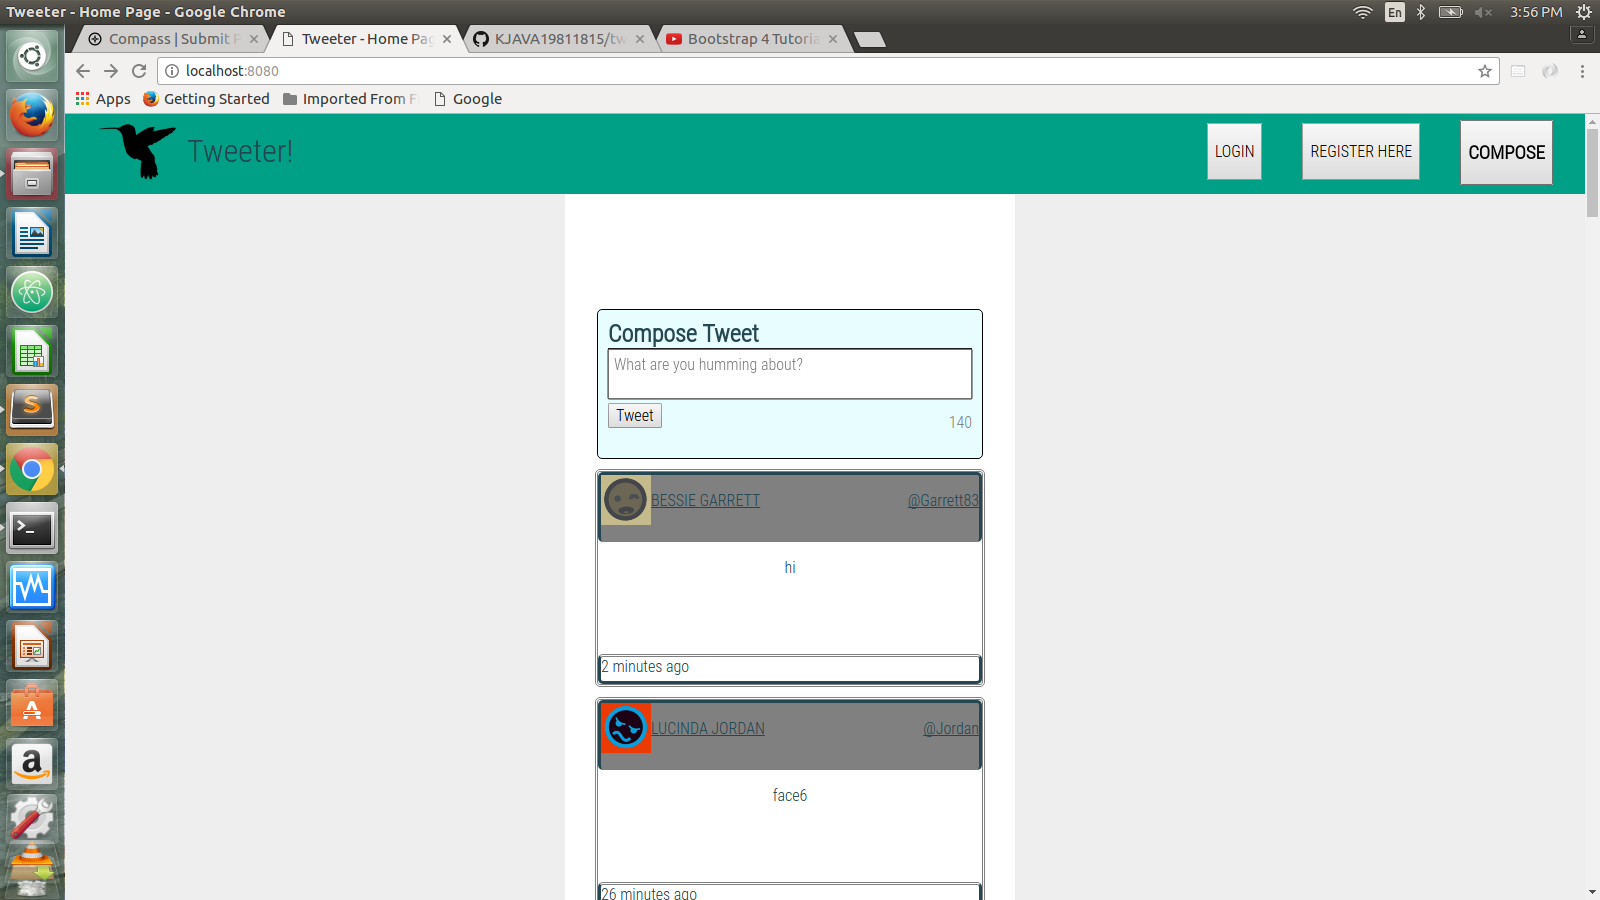 Tweeter - Home Page - Google Chrome
En
3:56 PM
Compass | Submit
Tweeter - Home Pag
KJAVA19811815/tw
Bootstrap 4 Tutoria
localhost:8080
Apps
Getting Started
Imported From F
Google
Tweeter!
LOGIN
REGISTER HERE
COMPOSE
Compose Tweet
What are you humming about?
Tweet
140
BESSIE GARRETT
@Garrett83
hi
2 minutes ago
LUCINDA JORDAN
@Jordan
face6
26 minutes ago